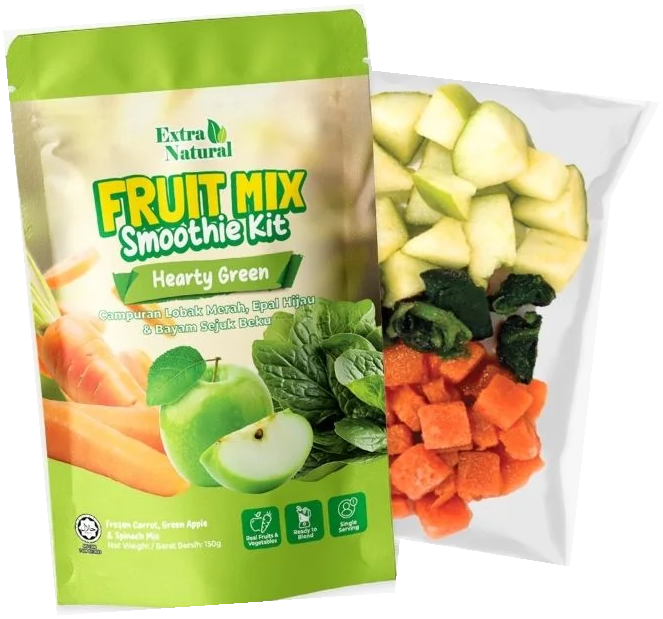 Extra
Natural
FRUIT MIX
Smoothie Kit
Hearty Green
Campuran Lobak Merah, Epal Hijau
& Bayam Sejuk Beku
Frozen Carrot, Green Apple
& Spinach Mix
Net Weight / Berat Bersih: 150g
Real Fruits &
Vegetables
Ready to
Blend
Single
Serving